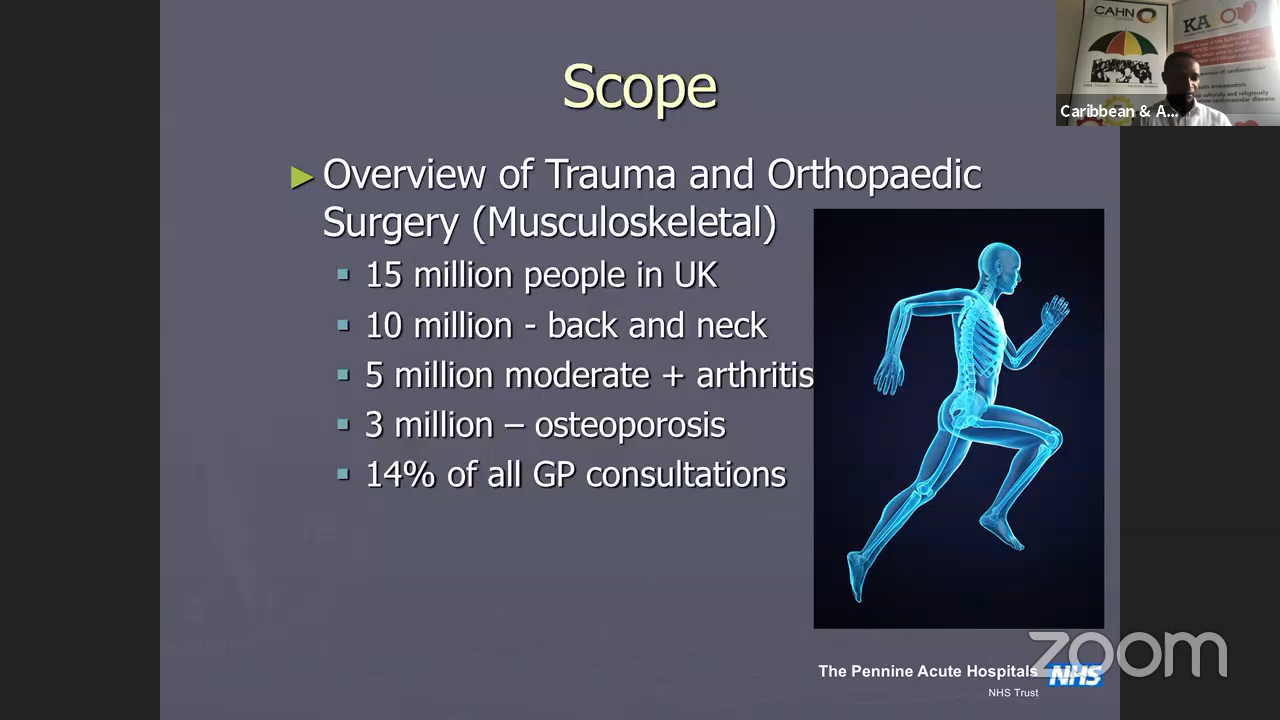 Scope
► Overview of Trauma and Orthopaedic
Surgery (Musculoskeletal)
▪ 15 million people in UK
▪ 10 million - back and neck
▪ 5 million moderate + arthritis
▪ 3 million – osteoporosis
▪ 14% of all GP consultations
The Pennine Acute Hospitals
NHS
NHS Trust
zoom
CAHN
Caribbean & A...